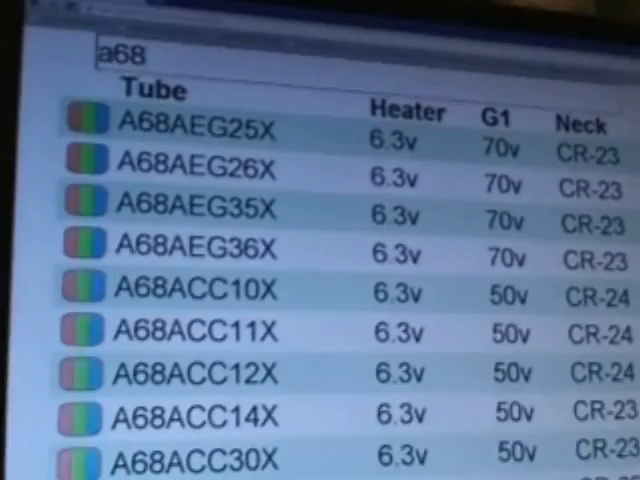 a68
Tube Heater G1 Neck
A68AEG25X 6.3v 70v CR-23
A68AEG26X 6.3v 70v CR-23
A68AEG35X 6.3v 70v CR-23
A68AEG36X 6.3v 70v CR-23
A68ACC10X 6.3v 50v CR-24
A68ACC11X 6.3v 50v CR-24
A68ACC12X 6.3v 50v CR-24
A68ACC14X 6.3v 50v CR-23
A68ACC30X 6.3v 50v CR-23